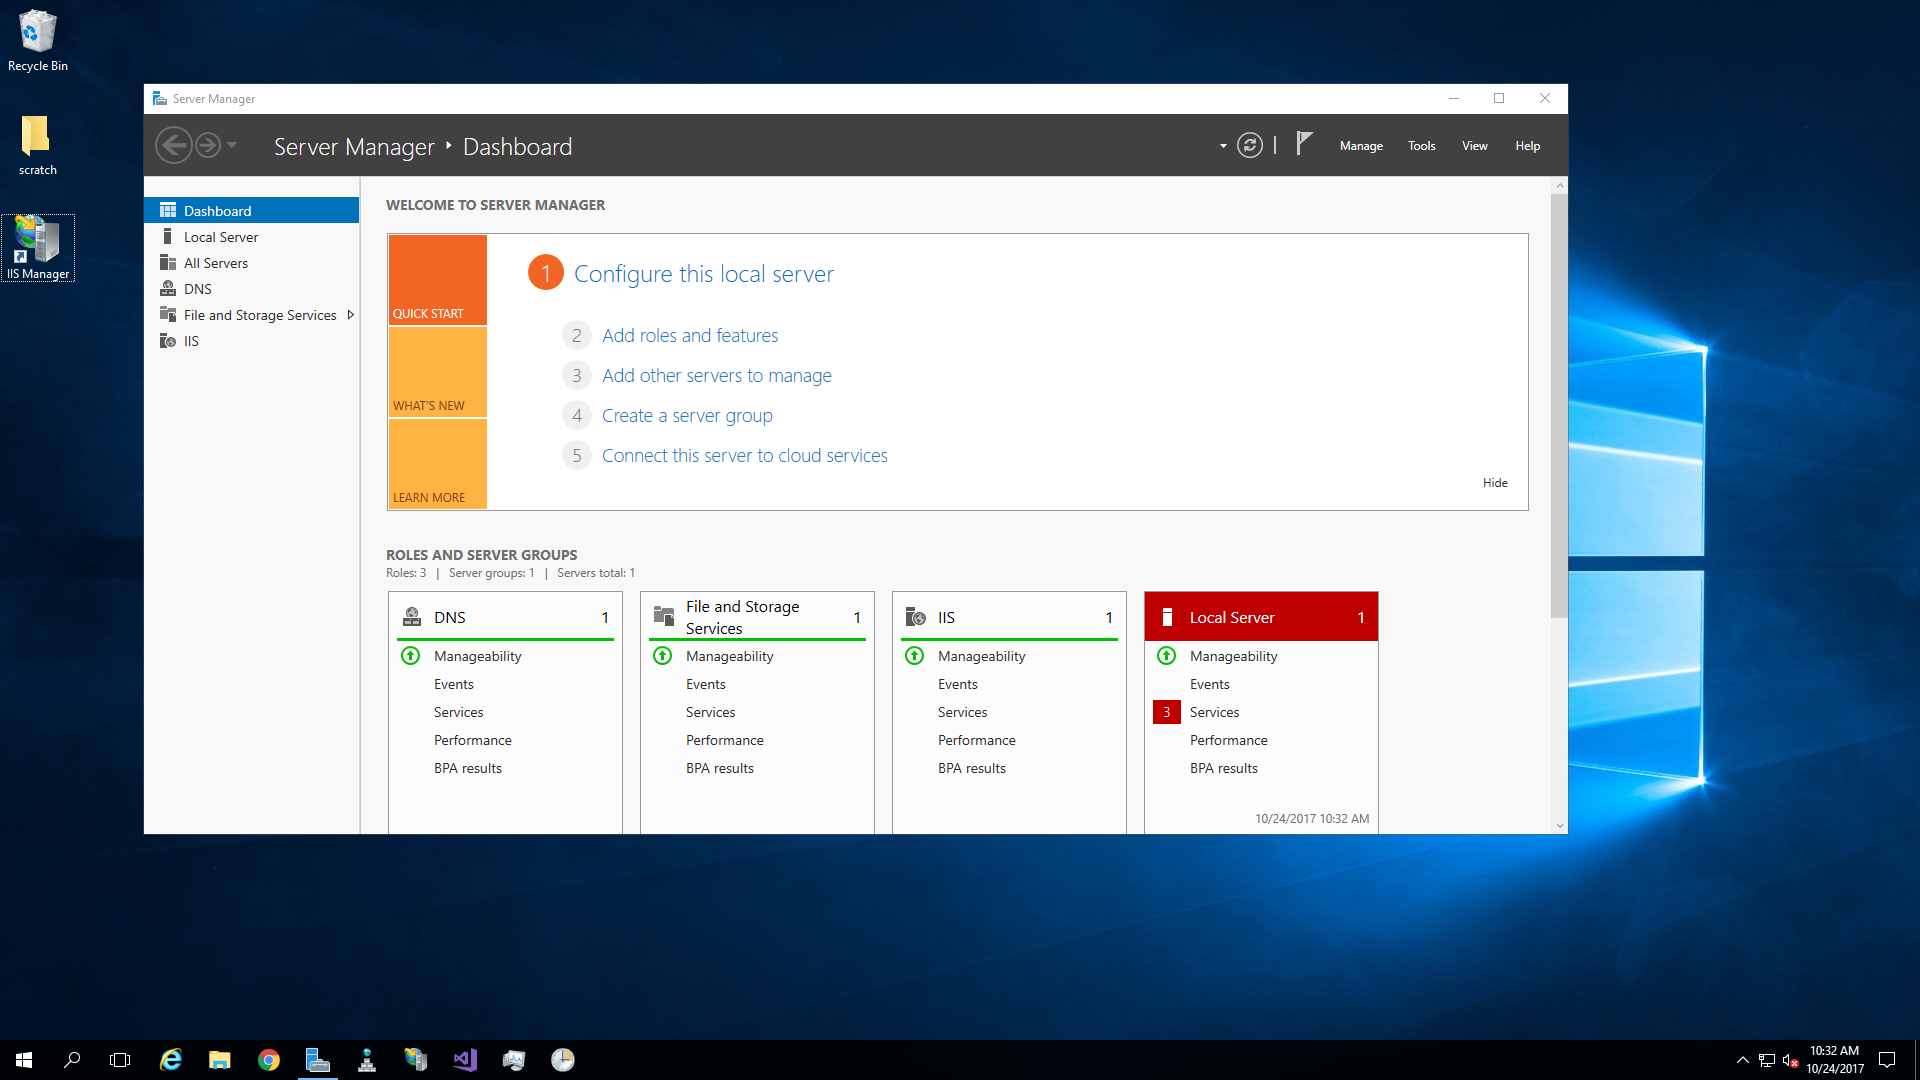 Recycle Bin
scratch
IIS Manager
Server Manager
Server Manager Dashboard
Manage Tools View Help
Dashboard
Local Server
All Servers
DNS
File and Storage Services
IIS
WELCOME TO SERVER MANAGER
QUICK START
WHAT'S NEW
LEARN MORE
1 Configure this local server
2 Add roles and features
3 Add other servers to manage
4 Create a server group
5 Connect this server to cloud services
Hide
ROLES AND SERVER GROUPS
Roles: 3 | Server groups: 1 | Servers total: 1
DNS 1
Manageability
Events
Services
Performance
BPA results
File and Storage
Services 1
Manageability
Events
Services
Performance
BPA results
IIS 1
Manageability
Events
Services
Performance
BPA results
Local Server 1
Manageability
Events
3 Services
Performance
BPA results
10/24/2017 10:32 AM
10:32 AM
10/24/2017